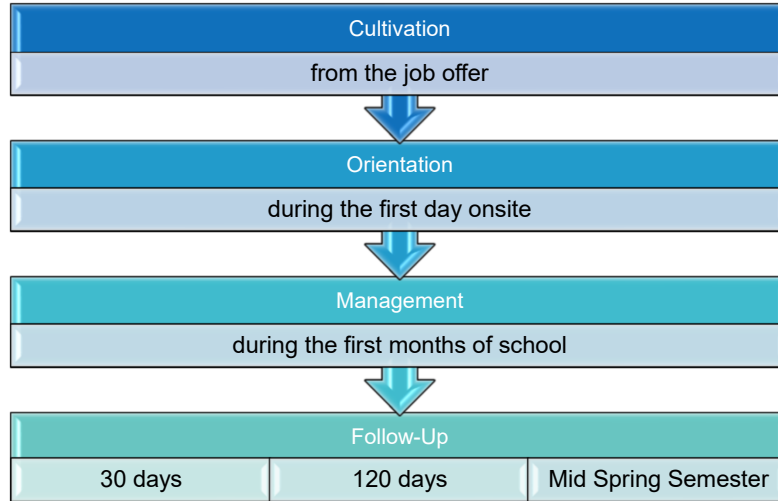 Cultivation
from the job offer
Orientation
during the first day onsite
Management
during the first months of school
Follow-Up
30 days
120 days
Mid Spring Semester